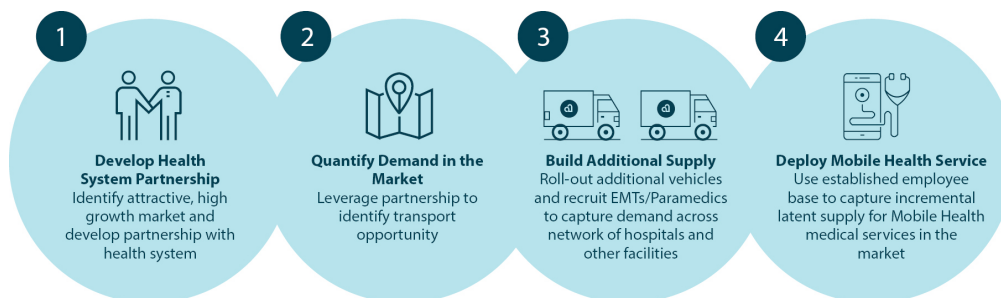 1
Develop Health
System Partnership
Identify attractive, high
growth market and
develop partnership with
health system
2
Quantify Demand in the
Market
Leverage partnership to
identify transport
opportunity
3
Build Additional Supply
Roll-out additional vehicles
and recruit EMTs/Paramedics
to capture demand across
network of hospitals and
other facilities
4
Deploy Mobile Health Service
Use established employee
base to capture incremental
latent supply for Mobile Health
medical services in the
market